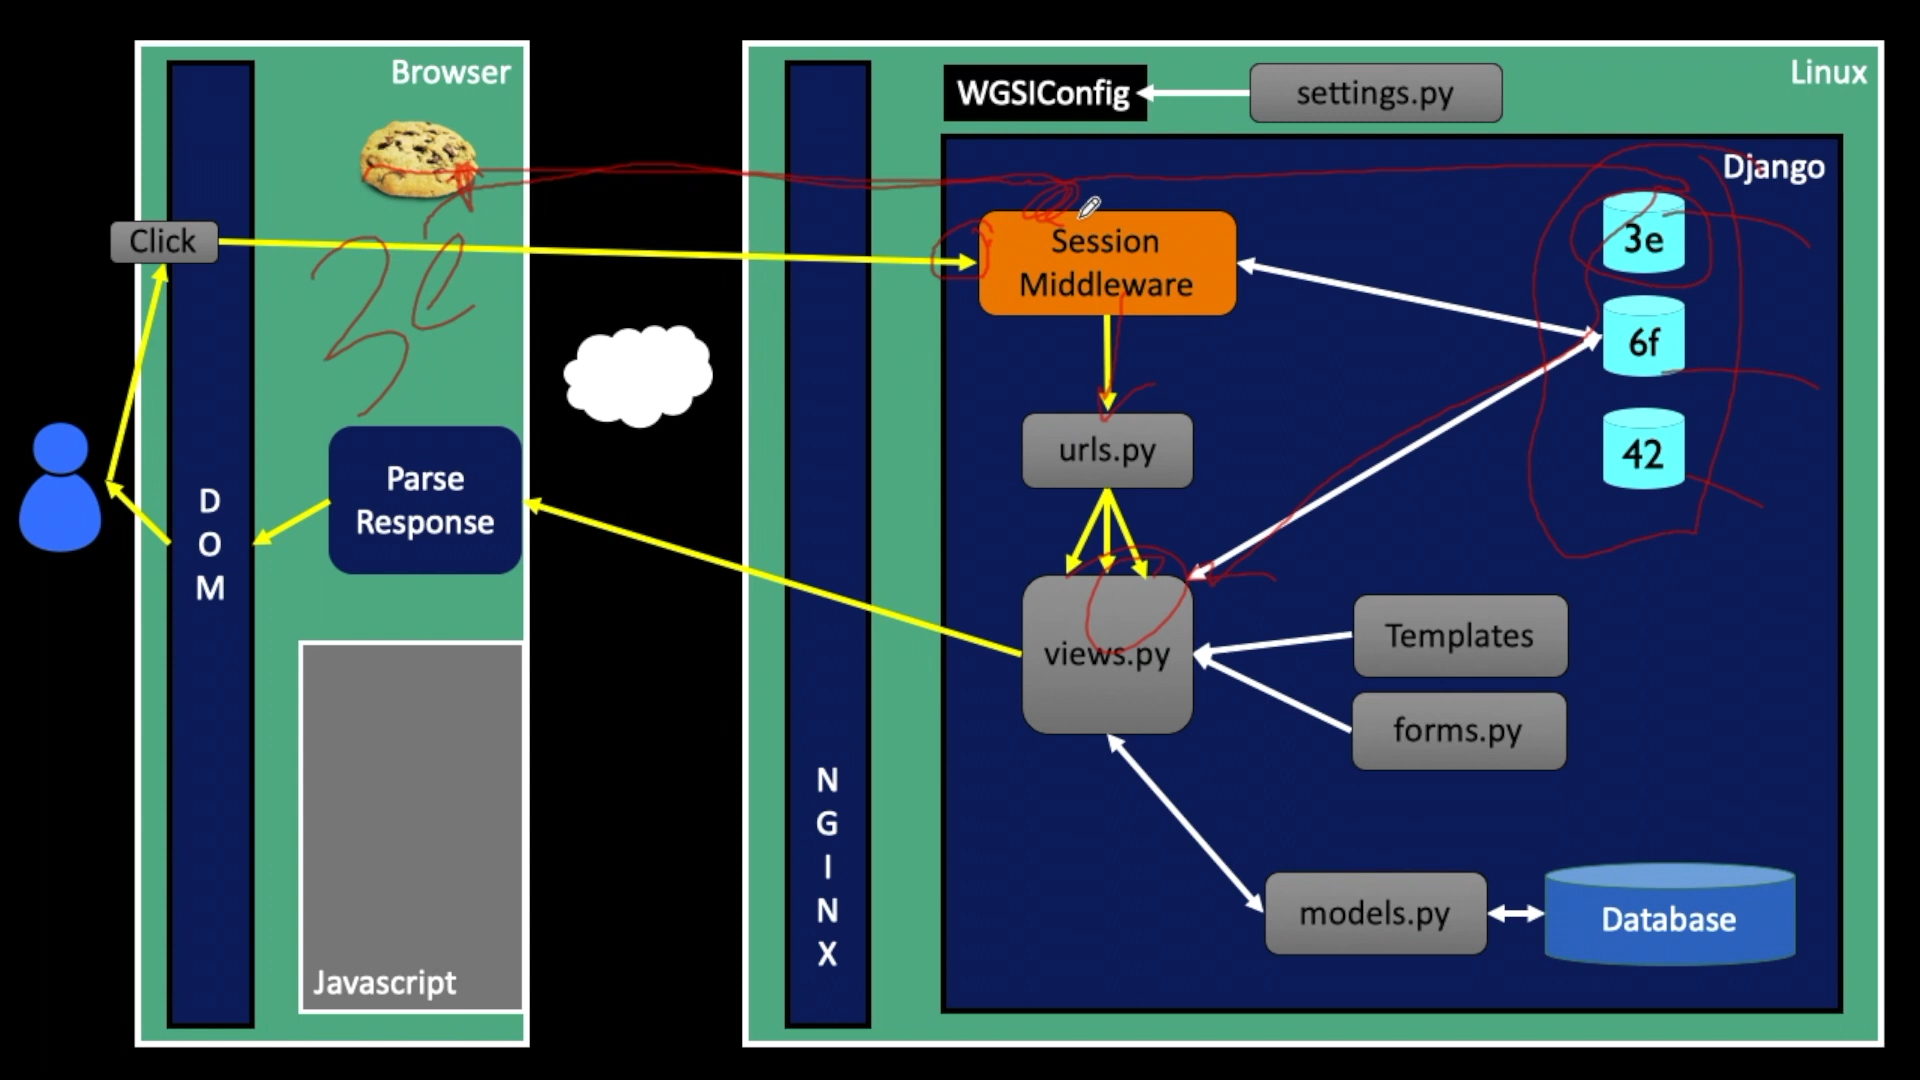 Browser
Linux
WGSIConfig
settings.py
Django
Click
Session
Middleware
3e
3e
6f
42
urls.py
Parse
Response
D
O
M
views.py
Templates
forms.py
N
G
I
N
X
models.py
Database
Javascript